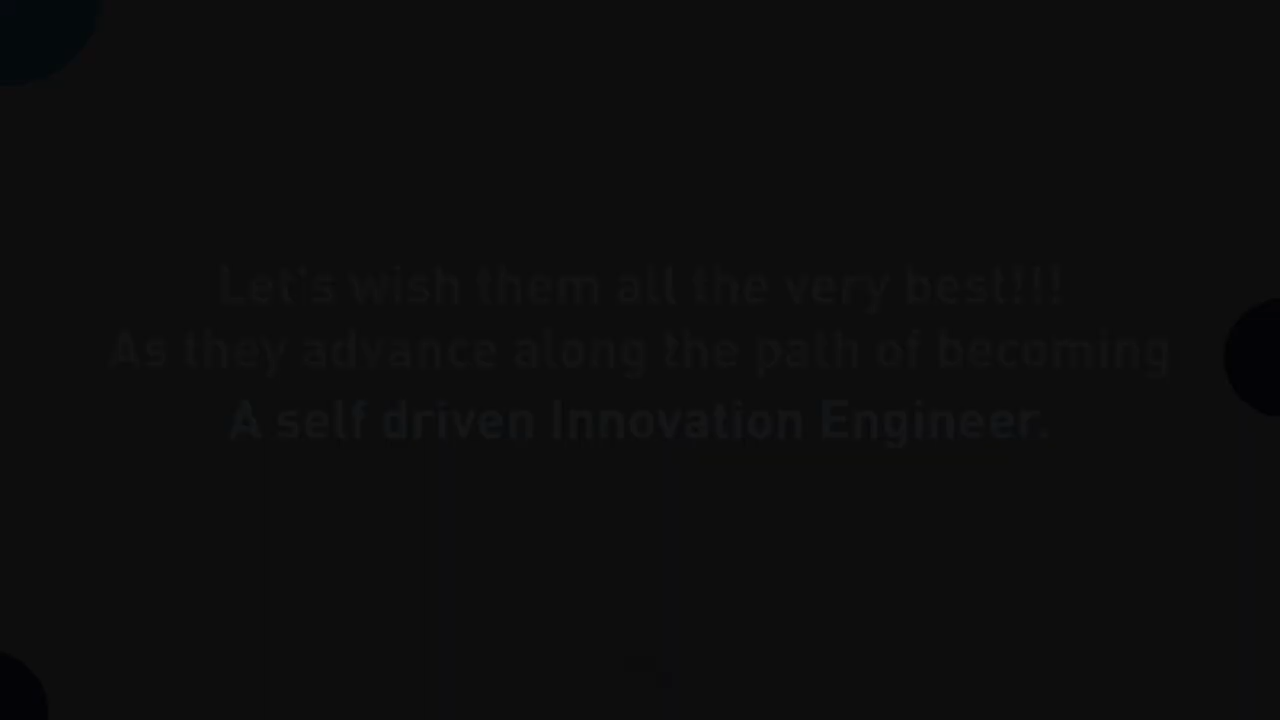 Let's wish them all the very best!!!
As they advance along the path of becoming
A self driven Innovation Engineer.